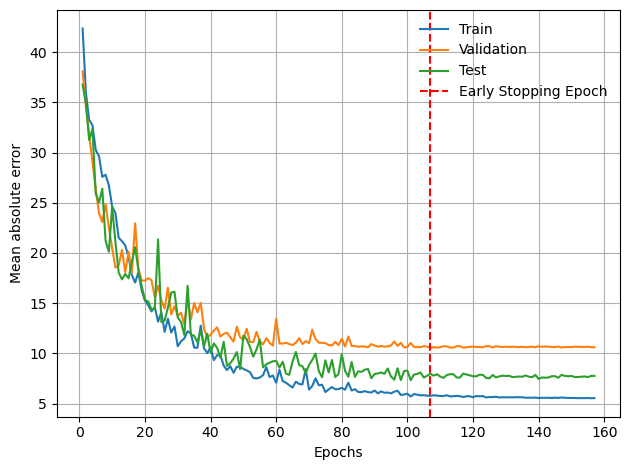 Train
Validation
Test
Early Stopping Epoch
Mean absolute error
40
35
30
25
20
15
10
5
0 20 40 60 80 100 120 140 160
Epochs